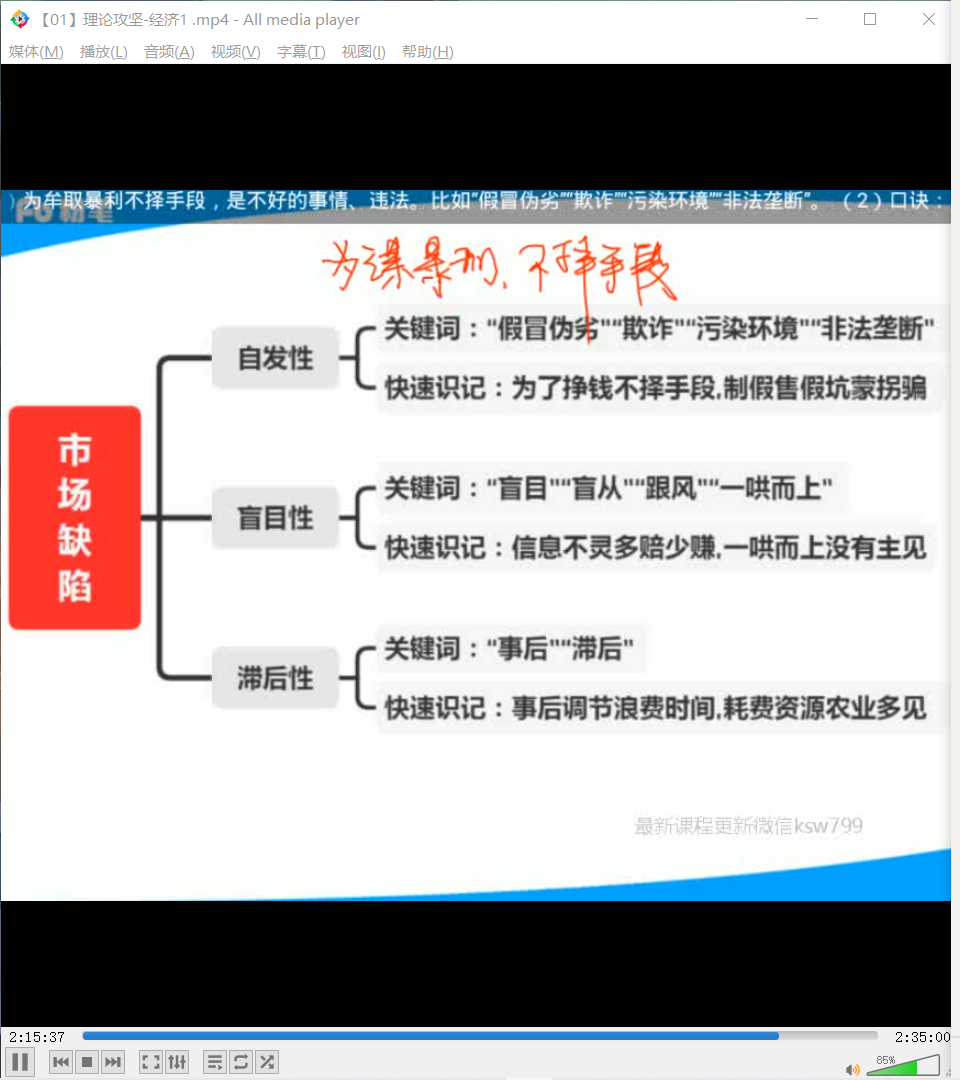 【01】理论攻坚-经济1 .mp4 - All media player
媒体(M) 播放(L) 音频(A) 视频(V) 字幕(T) 视图(I) 帮助(H)
）为牟取暴利不择手段，是不好的事情、违法。比如"假冒伪劣""欺诈""污染环境""非法垄断"。（2）口诀：
粉笔
为谋暴利、不择手段
关键词："假冒伪劣""欺诈""污染环境""非法垄断"
自发性
快速识记：为了挣钱不择手段,制假售假坑蒙拐骗
市场缺陷
关键词："盲目""盲从""跟风""一哄而上"
盲目性
快速识记：信息不灵多赔少赚,一哄而上没有主见
关键词："事后""滞后"
滞后性
快速识记：事后调节浪费时间,耗费资源农业多见
最新课程更新微信ksw799
2:15:37
2:35:00
85%